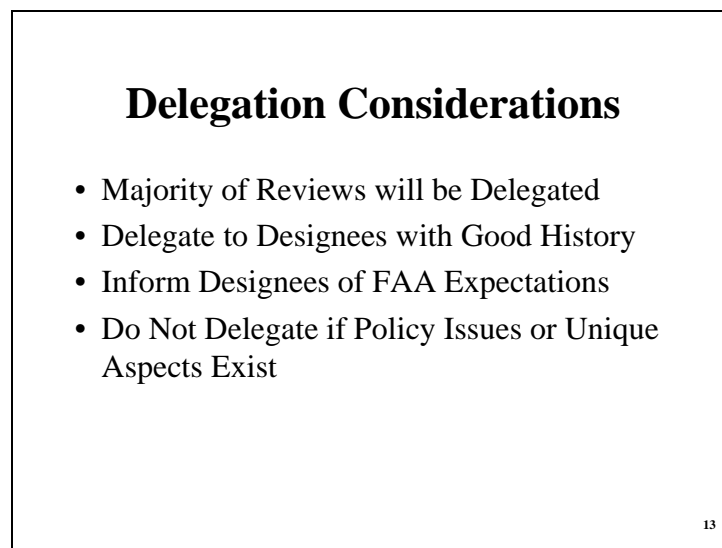 Delegation Considerations
• Majority of Reviews will be Delegated
• Delegate to Designees with Good History
• Inform Designees of FAA Expectations
• Do Not Delegate if Policy Issues or Unique
Aspects Exist
13